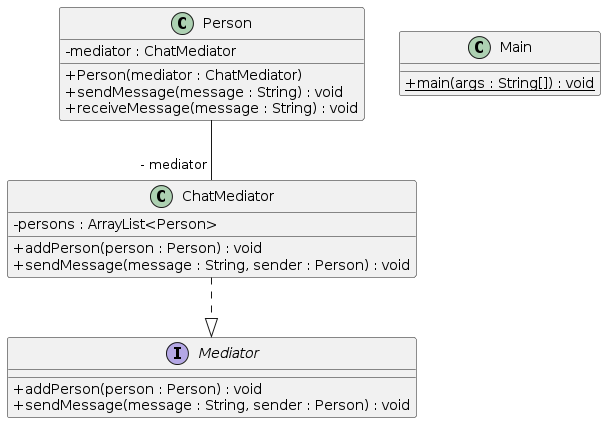 C Person
-mediator : ChatMediator
+Person(mediator : ChatMediator)
+sendMessage(message : String) : void
+receiveMessage(message : String) : void
C Main
+main(args : String[]) : void
- mediator
C ChatMediator
-persons : ArrayList<Person>
+addPerson(person : Person) : void
+sendMessage(message : String, sender : Person) : void
I Mediator
+addPerson(person : Person) : void
+sendMessage(message : String, sender : Person) : void